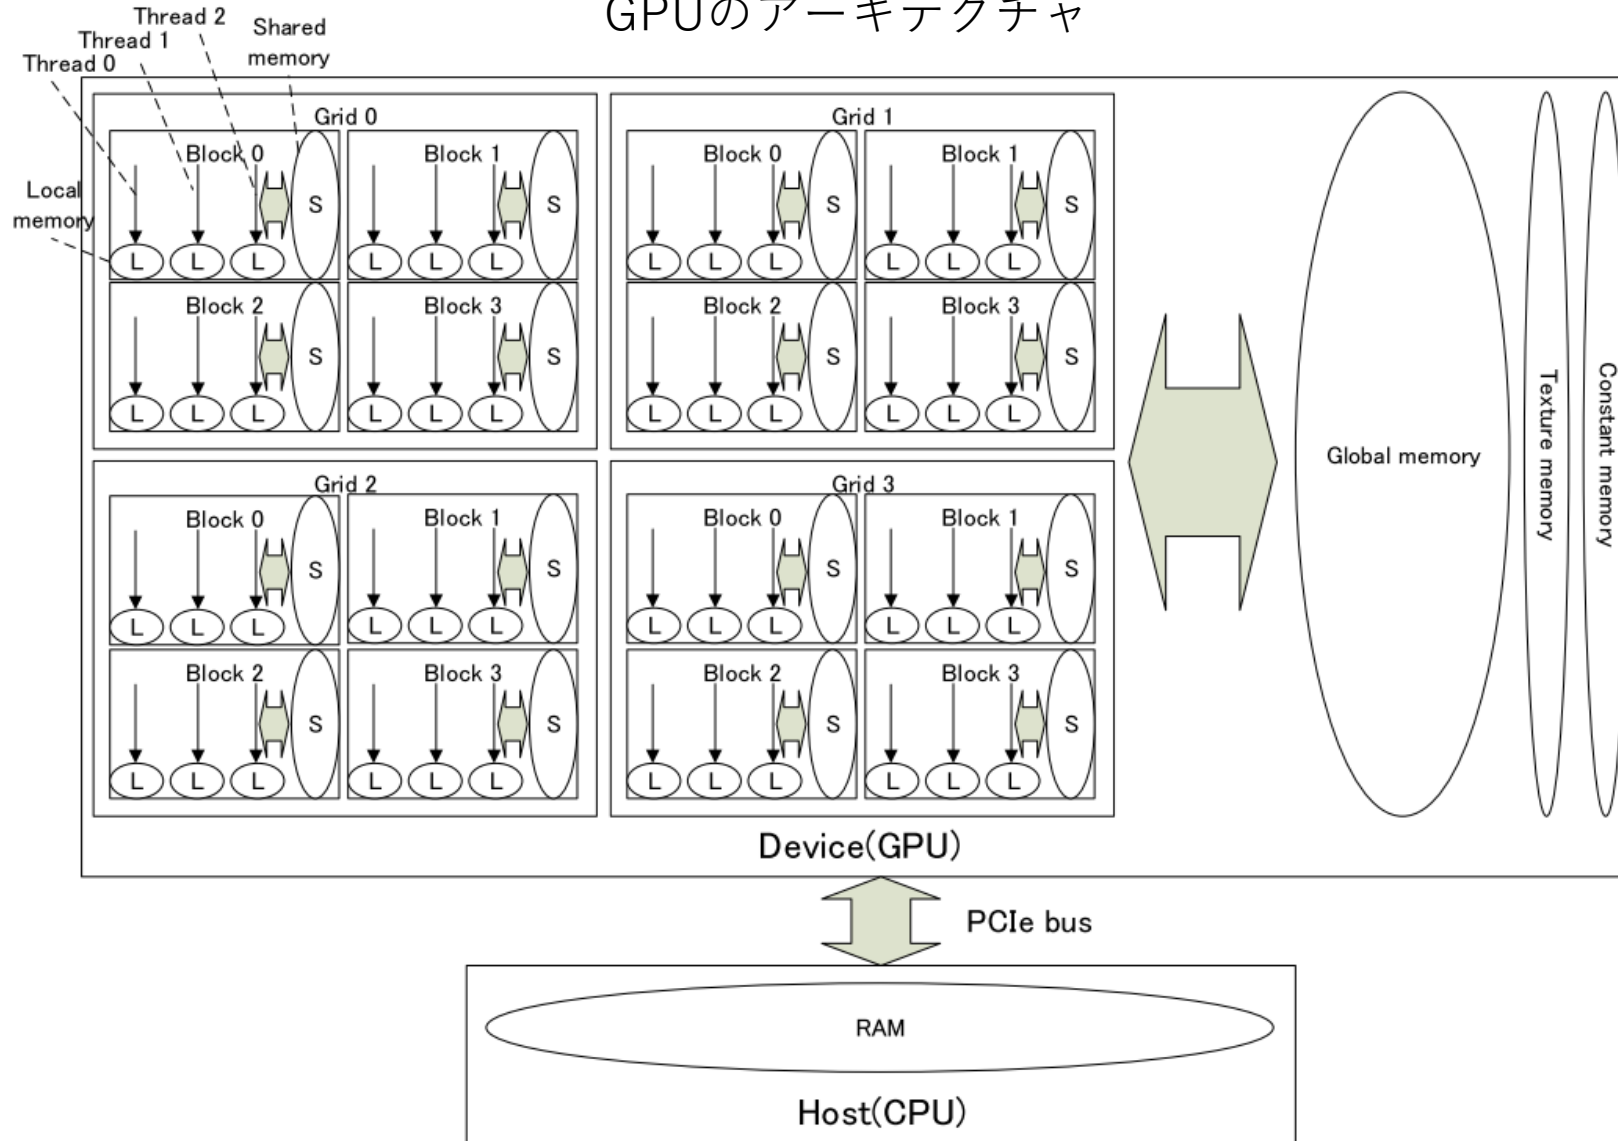 GPUのアーキテクチャ
Thread 2
Thread 1
Thread 0
Shared
memory
Local
memory
Grid 0
Block 0
L
L
L
S
Block 1
L
L
L
S
Block 2
L
L
L
S
Block 3
L
L
L
S
Grid 1
Block 0
L
L
L
S
Block 1
L
L
L
S
Block 2
L
L
L
S
Block 3
L
L
L
S
Grid 2
Block 0
L
L
L
S
Block 1
L
L
L
S
Block 2
L
L
L
S
Block 3
L
L
L
S
Grid 3
Block 0
L
L
L
S
Block 1
L
L
L
S
Block 2
L
L
L
S
Block 3
L
L
L
S
Global memory
Texture memory
Constant memory
Device(GPU)
PCIe bus
RAM
Host(CPU)